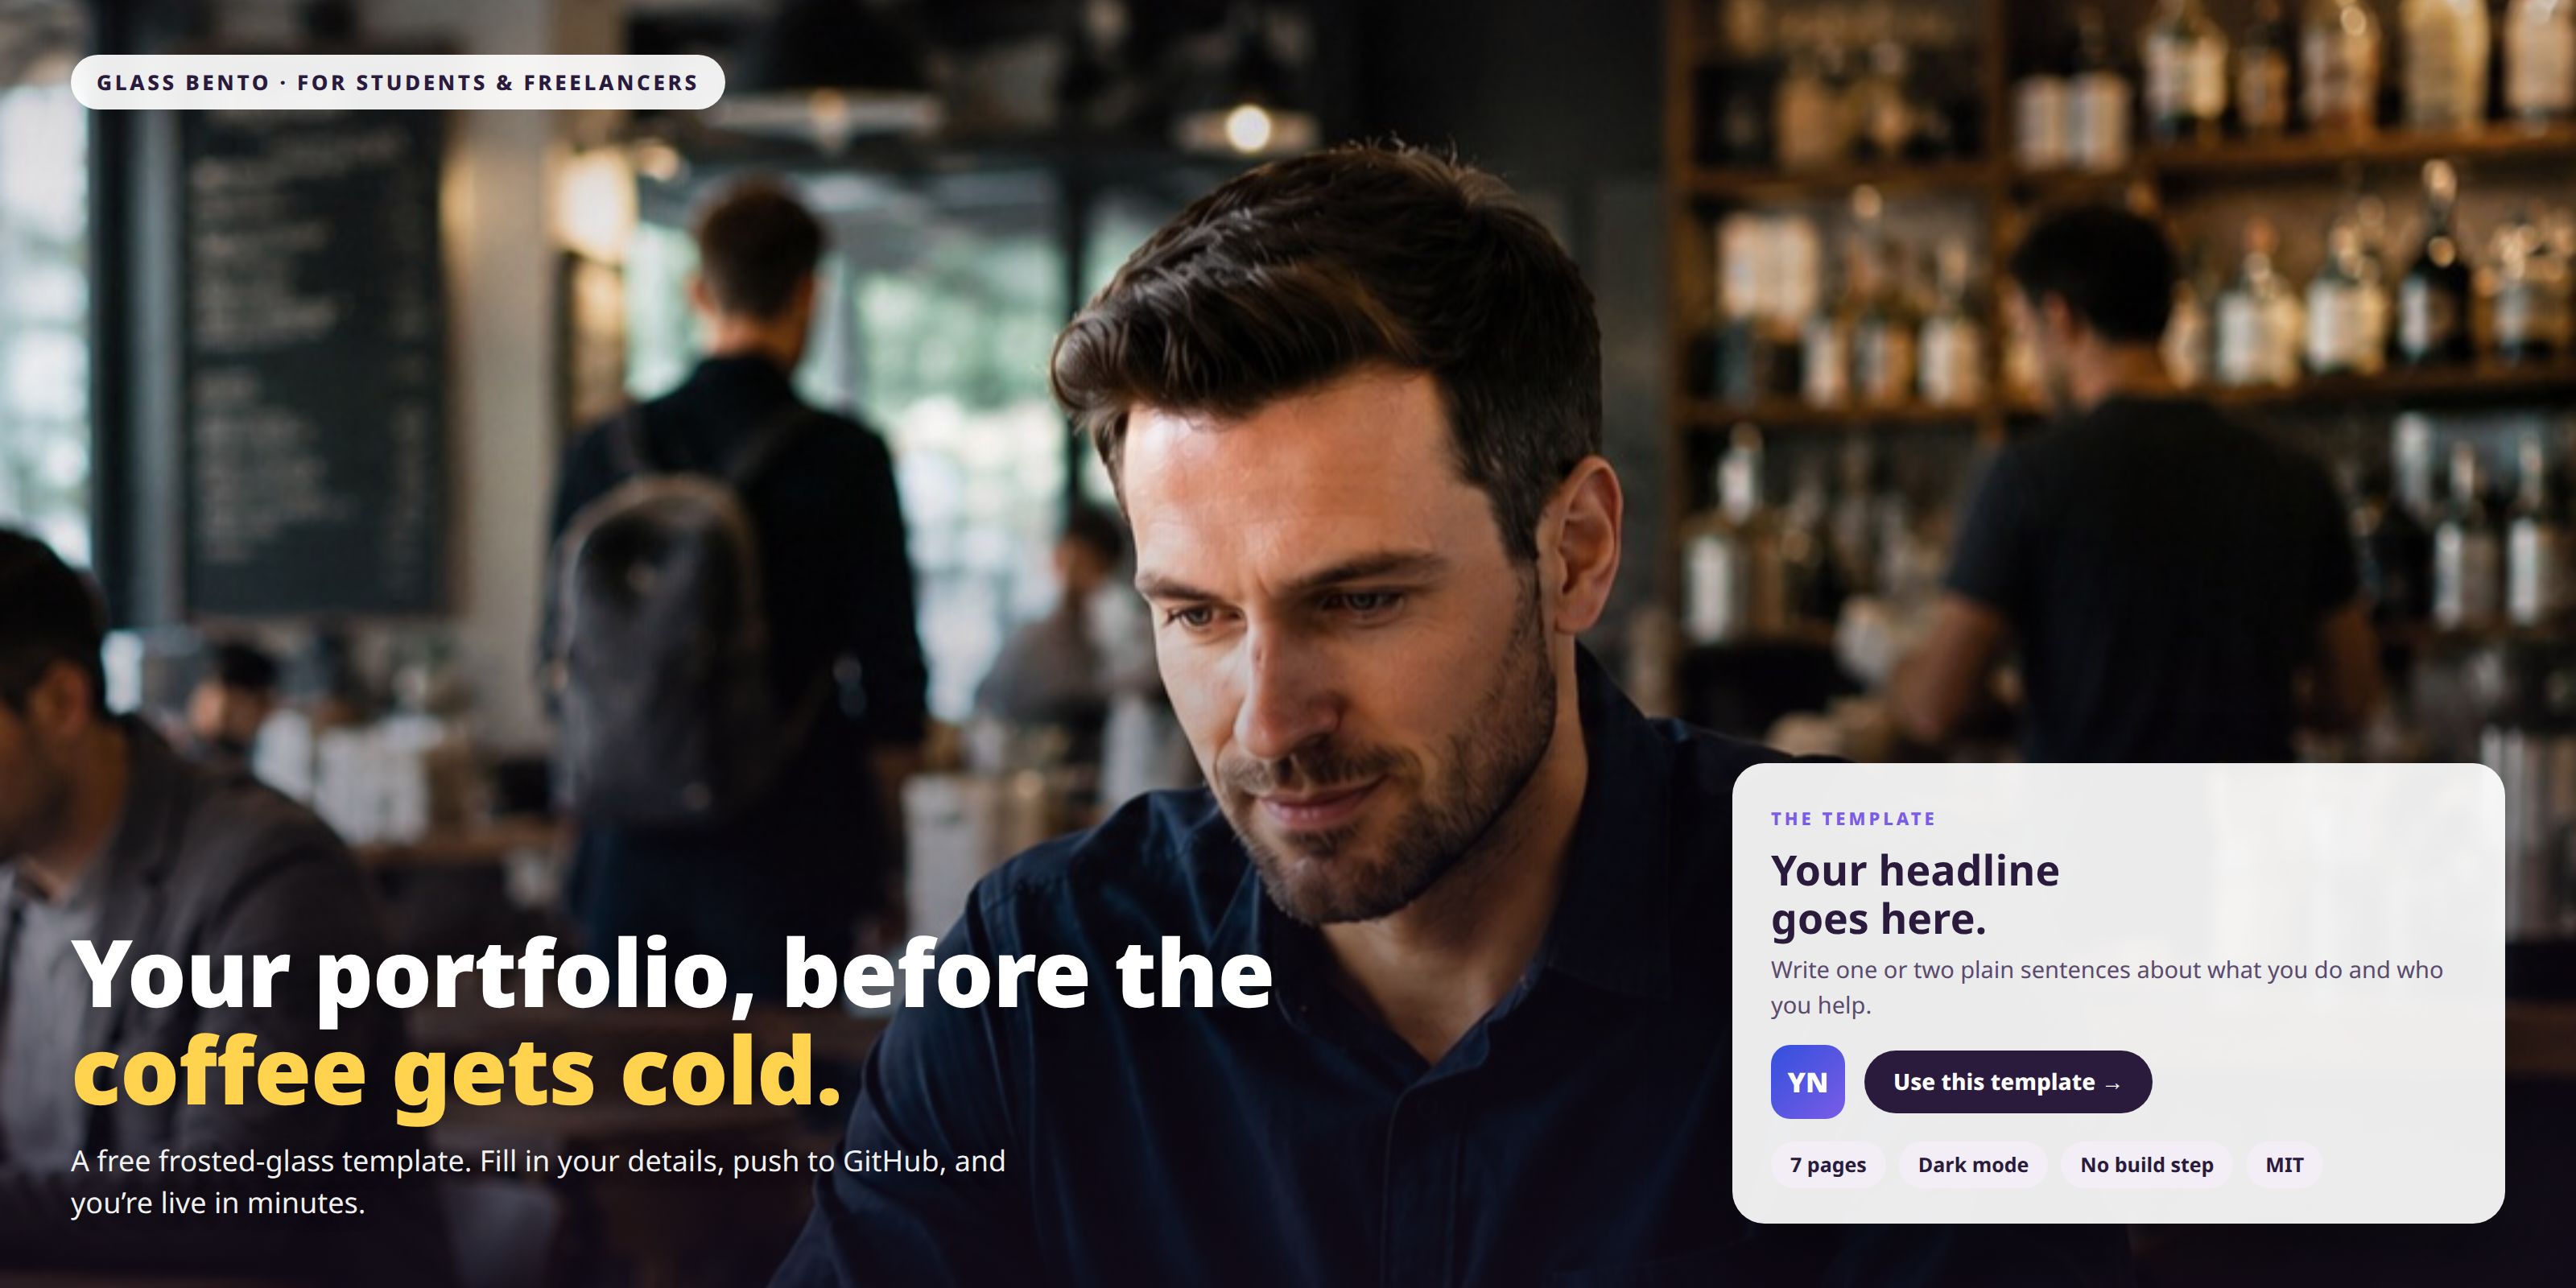 GLASS BENTO · FOR STUDENTS & FREELANCERS
Your portfolio, before the
coffee gets cold.
A free frosted-glass template. Fill in your details, push to GitHub, and
you’re live in minutes.
THE TEMPLATE
Your headline
goes here.
Write one or two plain sentences about what you do and who
you help.
YN
Use this template →
7 pages
Dark mode
No build step
MIT